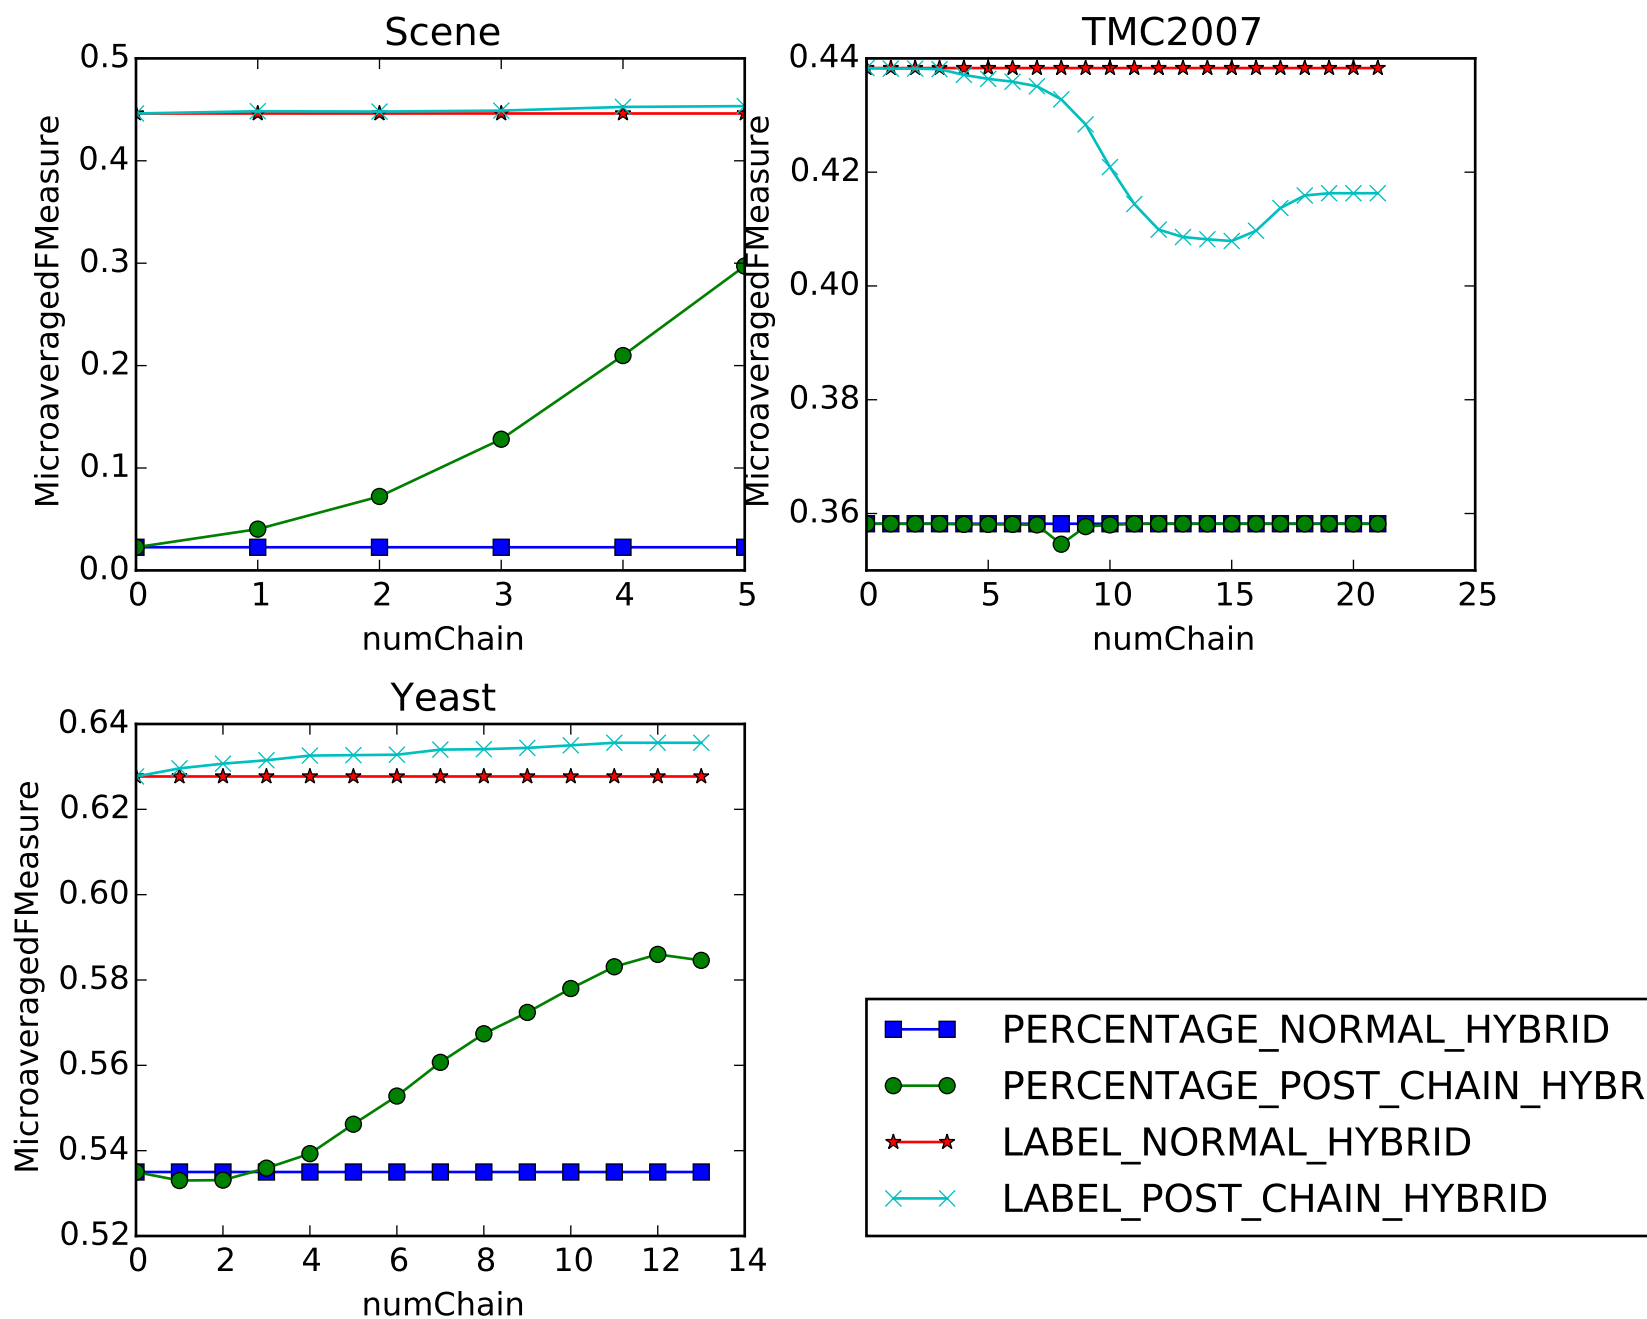 Scene
MicroaveragedFMeasure
0.5
0.4
0.3
0.2
0.1
0.0
0 1 2 3 4 5
numChain
TMC2007
MicroaveragedFMeasure
0.44
0.42
0.40
0.38
0.36
0 5 10 15 20 25
numChain
Yeast
MicroaveragedFMeasure
0.64
0.62
0.60
0.58
0.56
0.54
0.52
0 2 4 6 8 10 12 14
numChain
PERCENTAGE_NORMAL_HYBRID
PERCENTAGE_POST_CHAIN_HYBR
LABEL_NORMAL_HYBRID
LABEL_POST_CHAIN_HYBRID